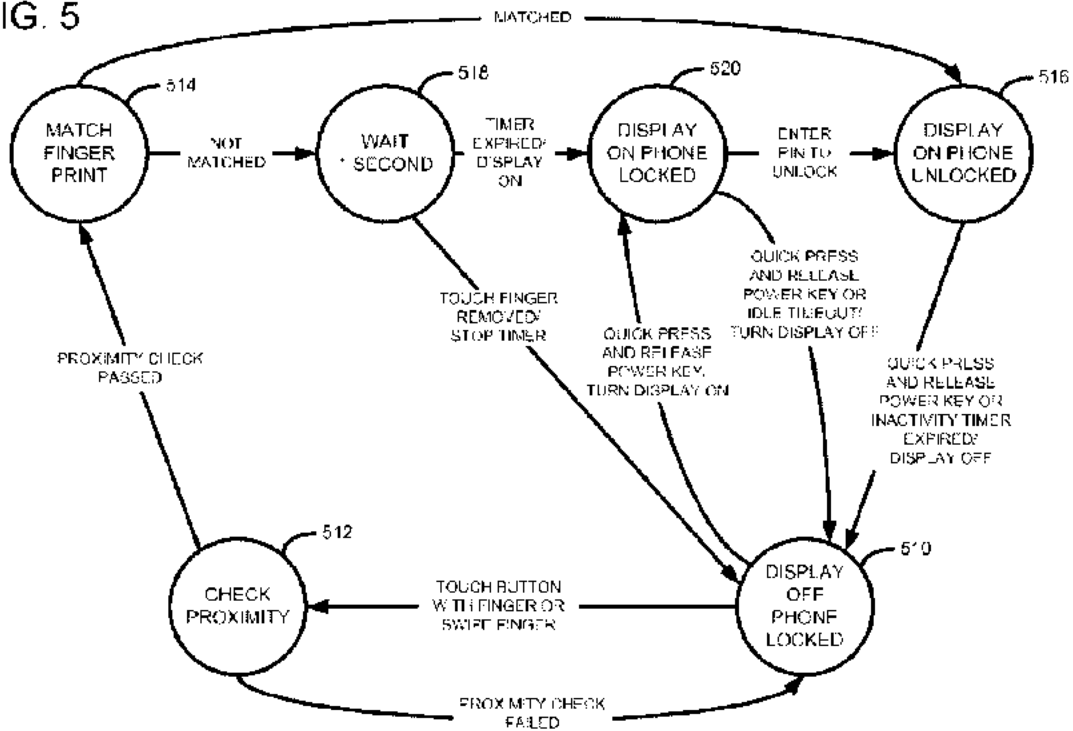 IG. 5
MATCHED
514
518
520
516
MATCH
FINGER
PRINT
NOT
MATCHED
WAIT
SECOND
TIMER
EXPIRED/
DISPLAY
ON
DISPLAY
ON PHONE
LOCKED
ENTER
PIN TO
UNLOCK
DISPLAY
ON PHONE
UNLOCKED
TOUCH FINGER
REMOVED/
STOP TIMER
QUICK PRESS
AND RELEASE
POWER KEY OR
IDLE TIMEOUT/
TURN DISPLAY OFF
QUICK PRESS
AND RELEASE
POWER KEY/
TURN DISPLAY ON
PROXIMITY CHECK
PASSED
QUICK PRESS
AND RELEASE
POWER KEY OR
INACTIVITY TIMER
EXPIRED/
DISPLAY OFF
512
510
CHECK
PROXIMITY
TOUCH BUTTON
WITH FINGER OR
SWIPE FINGER
DISPLAY
OFF
PHONE
LOCKED
PROXIMITY CHECK
FAILED